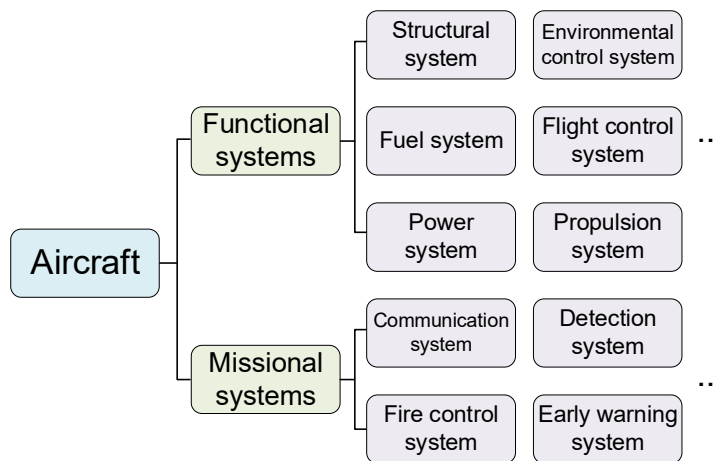 Structural
system
Environmental
control system
Functional
systems
Fuel system
Flight control
system
..
Power
system
Propulsion
system
Aircraft
Communication
system
Detection
system
Missional
systems
..
Fire control
system
Early warning
system